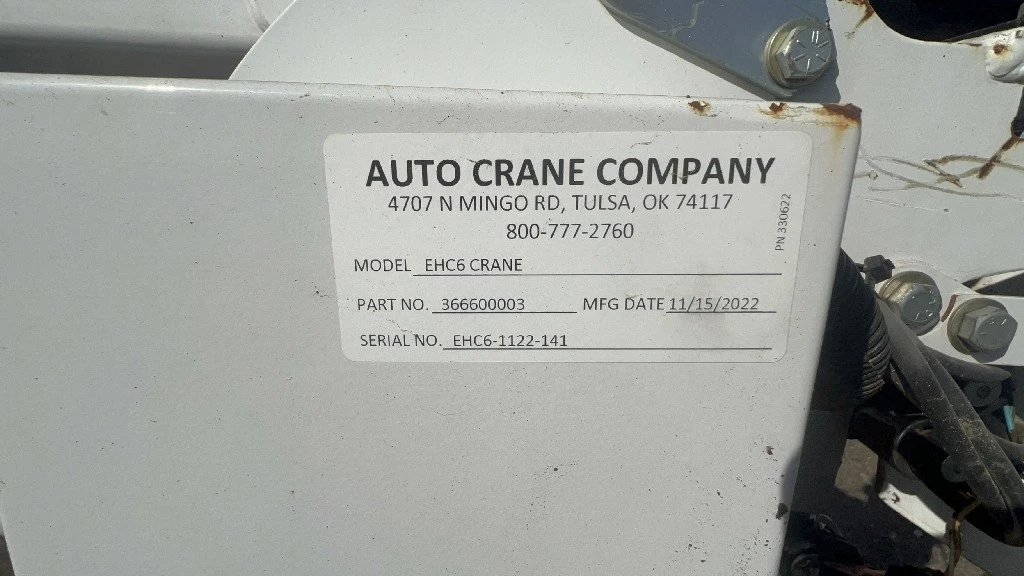 AUTO CRANE COMPANY
4707 N MINGO RD, TULSA, OK 74117
800-777-2760
MODEL EHC6 CRANE
PART NO. 366600003 MFG DATE 11/15/2022
SERIAL NO. EHC6-1122-141
PN 330622